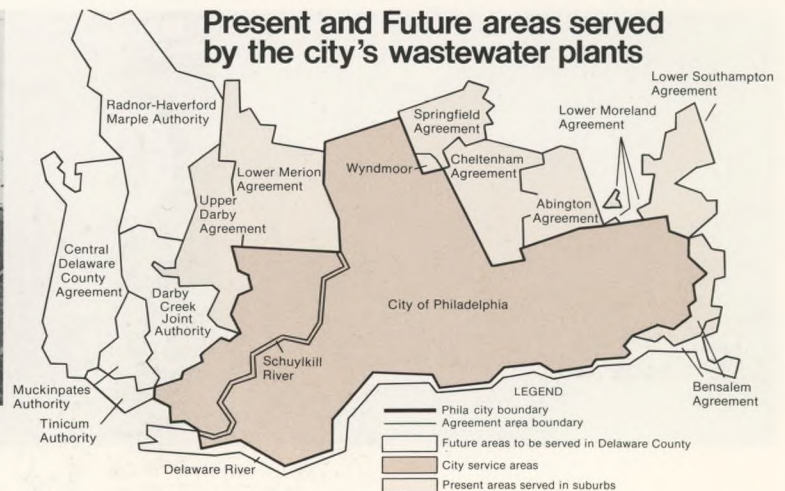 Present and Future areas served
by the city's wastewater plants
Radnor-Haverford
Marple Authority
Springfield
Agreement
Lower Moreland
Agreement
Lower Southampton
Agreement
Wyndmoor
Cheltenham
Agreement
Lower Merion
Agreement
Upper
Darby
Agreement
Abington
Agreement
Central
Delaware
County
Agreement
Darby
Creek
Joint
Authority
City of Philadelphia
Schuylkill
River
Muckinpates
Authority
Tinicum
Authority
Delaware River
Bensalem
Agreement
LEGEND
Phila city boundary
Agreement area boundary
Future areas to be served in Delaware County
City service areas
Present areas served in suburbs